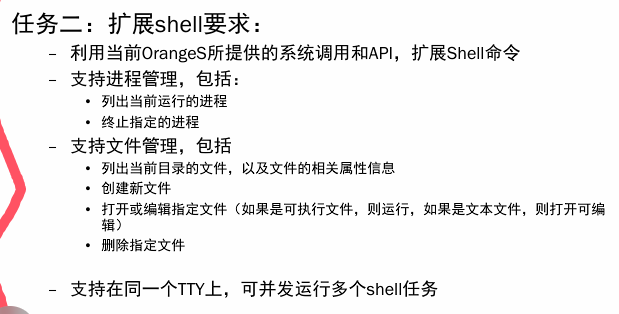 任务二：扩展shell要求：
– 利用当前OrangeS所提供的系统调用和API，扩展Shell命令
– 支持进程管理，包括：
• 列出当前运行的进程
• 终止指定的进程
– 支持文件管理，包括
• 列出当前目录的文件，以及文件的相关属性信息
• 创建新文件
• 打开或编辑指定文件（如果是可执行文件，则运行，如果是文本文件，则打开可编
辑）
• 删除指定文件
– 支持在同一个TTY上，可并发运行多个shell任务